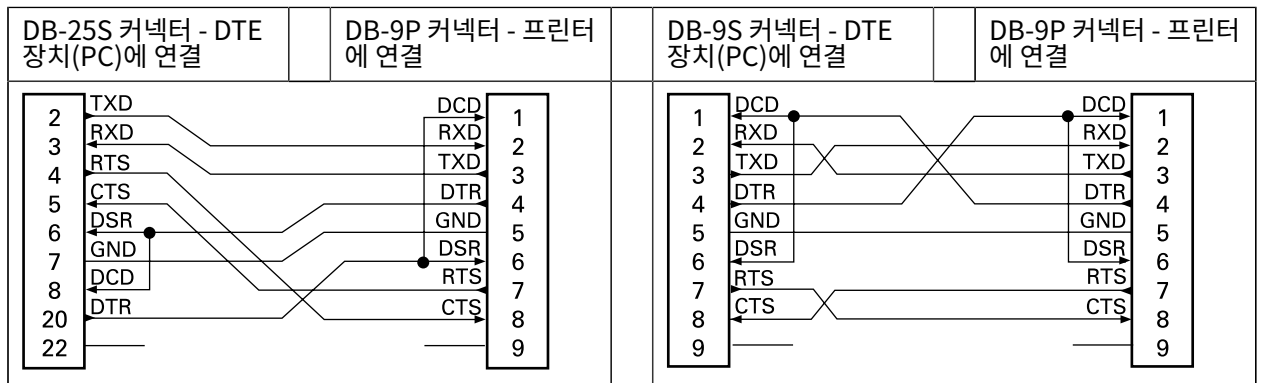 DB-25S 커넥터 - DTE
장치(PC)에 연결
DB-9P 커넥터 - 프린터
에 연결
DB-9S 커넥터 - DTE
장치(PC)에 연결
DB-9P 커넥터 - 프린터
에 연결
2 TXD
3 RXD
4 RTS
5 CTS
6 DSR
7 GND
8 DCD
20 DTR
22
DCD 1
RXD 2
TXD 3
DTR 4
GND 5
DSR 6
RTS 7
CTS 8
9
1 DCD
2 RXD
3 TXD
4 DTR
5 GND
6 DSR
7 RTS
8 CTS
9
DCD 1
RXD 2
TXD 3
DTR 4
GND 5
DSR 6
RTS 7
CTS 8
9